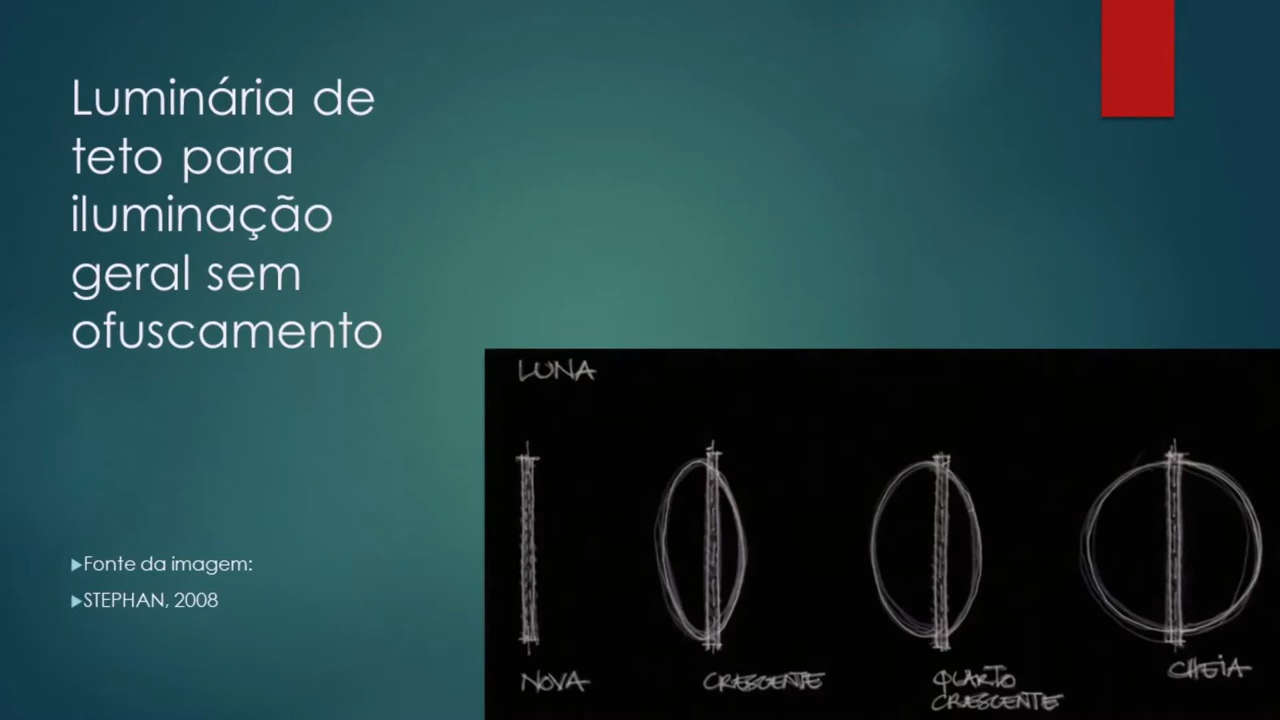 Luminária de
teto para
iluminação
geral sem
ofuscamento
Fonte da imagem:
STEPHAN, 2008
LUNA
NOVA
CRESCENTE
QUARTO
CRESCENTE
CHEIA